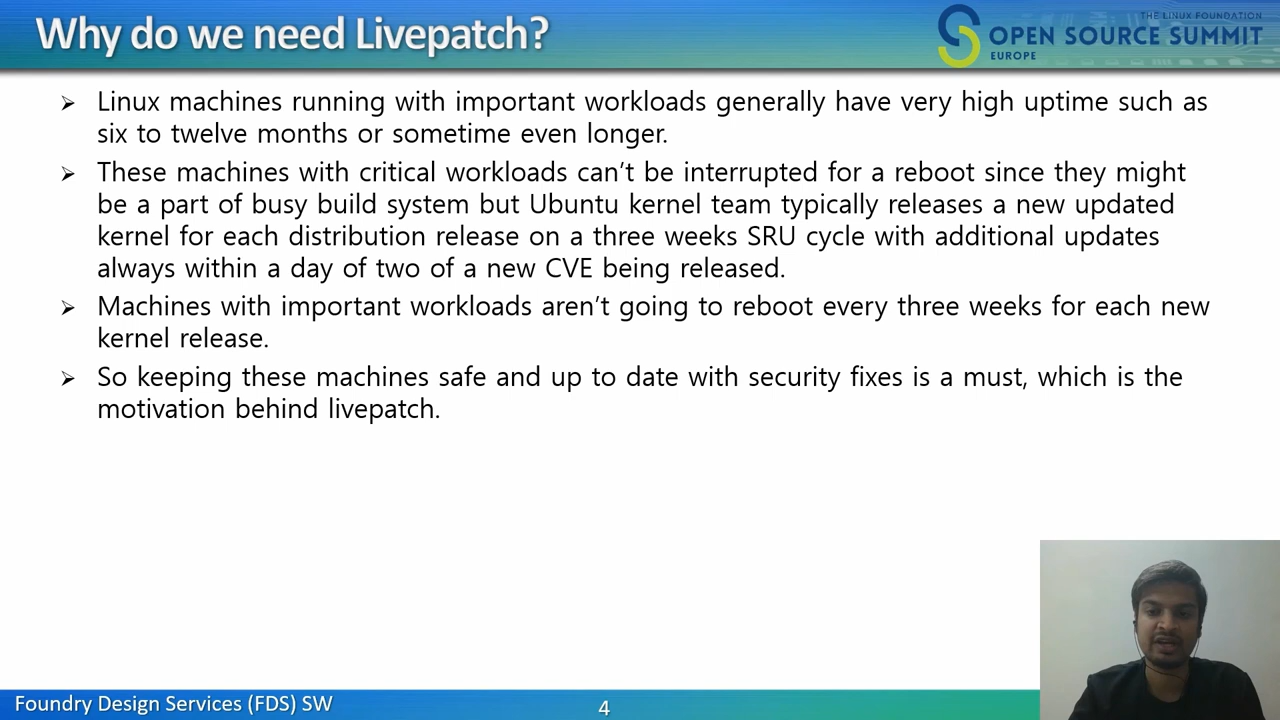 Why do we need Livepatch?
THE LINUX FOUNDATION
OPEN SOURCE SUMMIT
EUROPE
➢ Linux machines running with important workloads generally have very high uptime such as
six to twelve months or sometime even longer.
➢ These machines with critical workloads can’t be interrupted for a reboot since they might
be a part of busy build system but Ubuntu kernel team typically releases a new updated
kernel for each distribution release on a three weeks SRU cycle with additional updates
always within a day of two of a new CVE being released.
➢ Machines with important workloads aren’t going to reboot every three weeks for each new
kernel release.
➢ So keeping these machines safe and up to date with security fixes is a must, which is the
motivation behind livepatch.
Foundry Design Services (FDS) SW
4